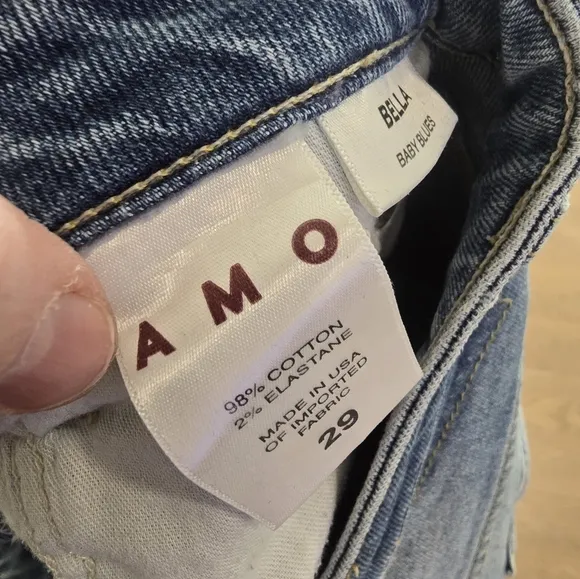 BELLA
BABY BLUES
AMO
98% COTTON
2% ELASTANE
MADE IN USA
OF IMPORTED
FABRIC
29